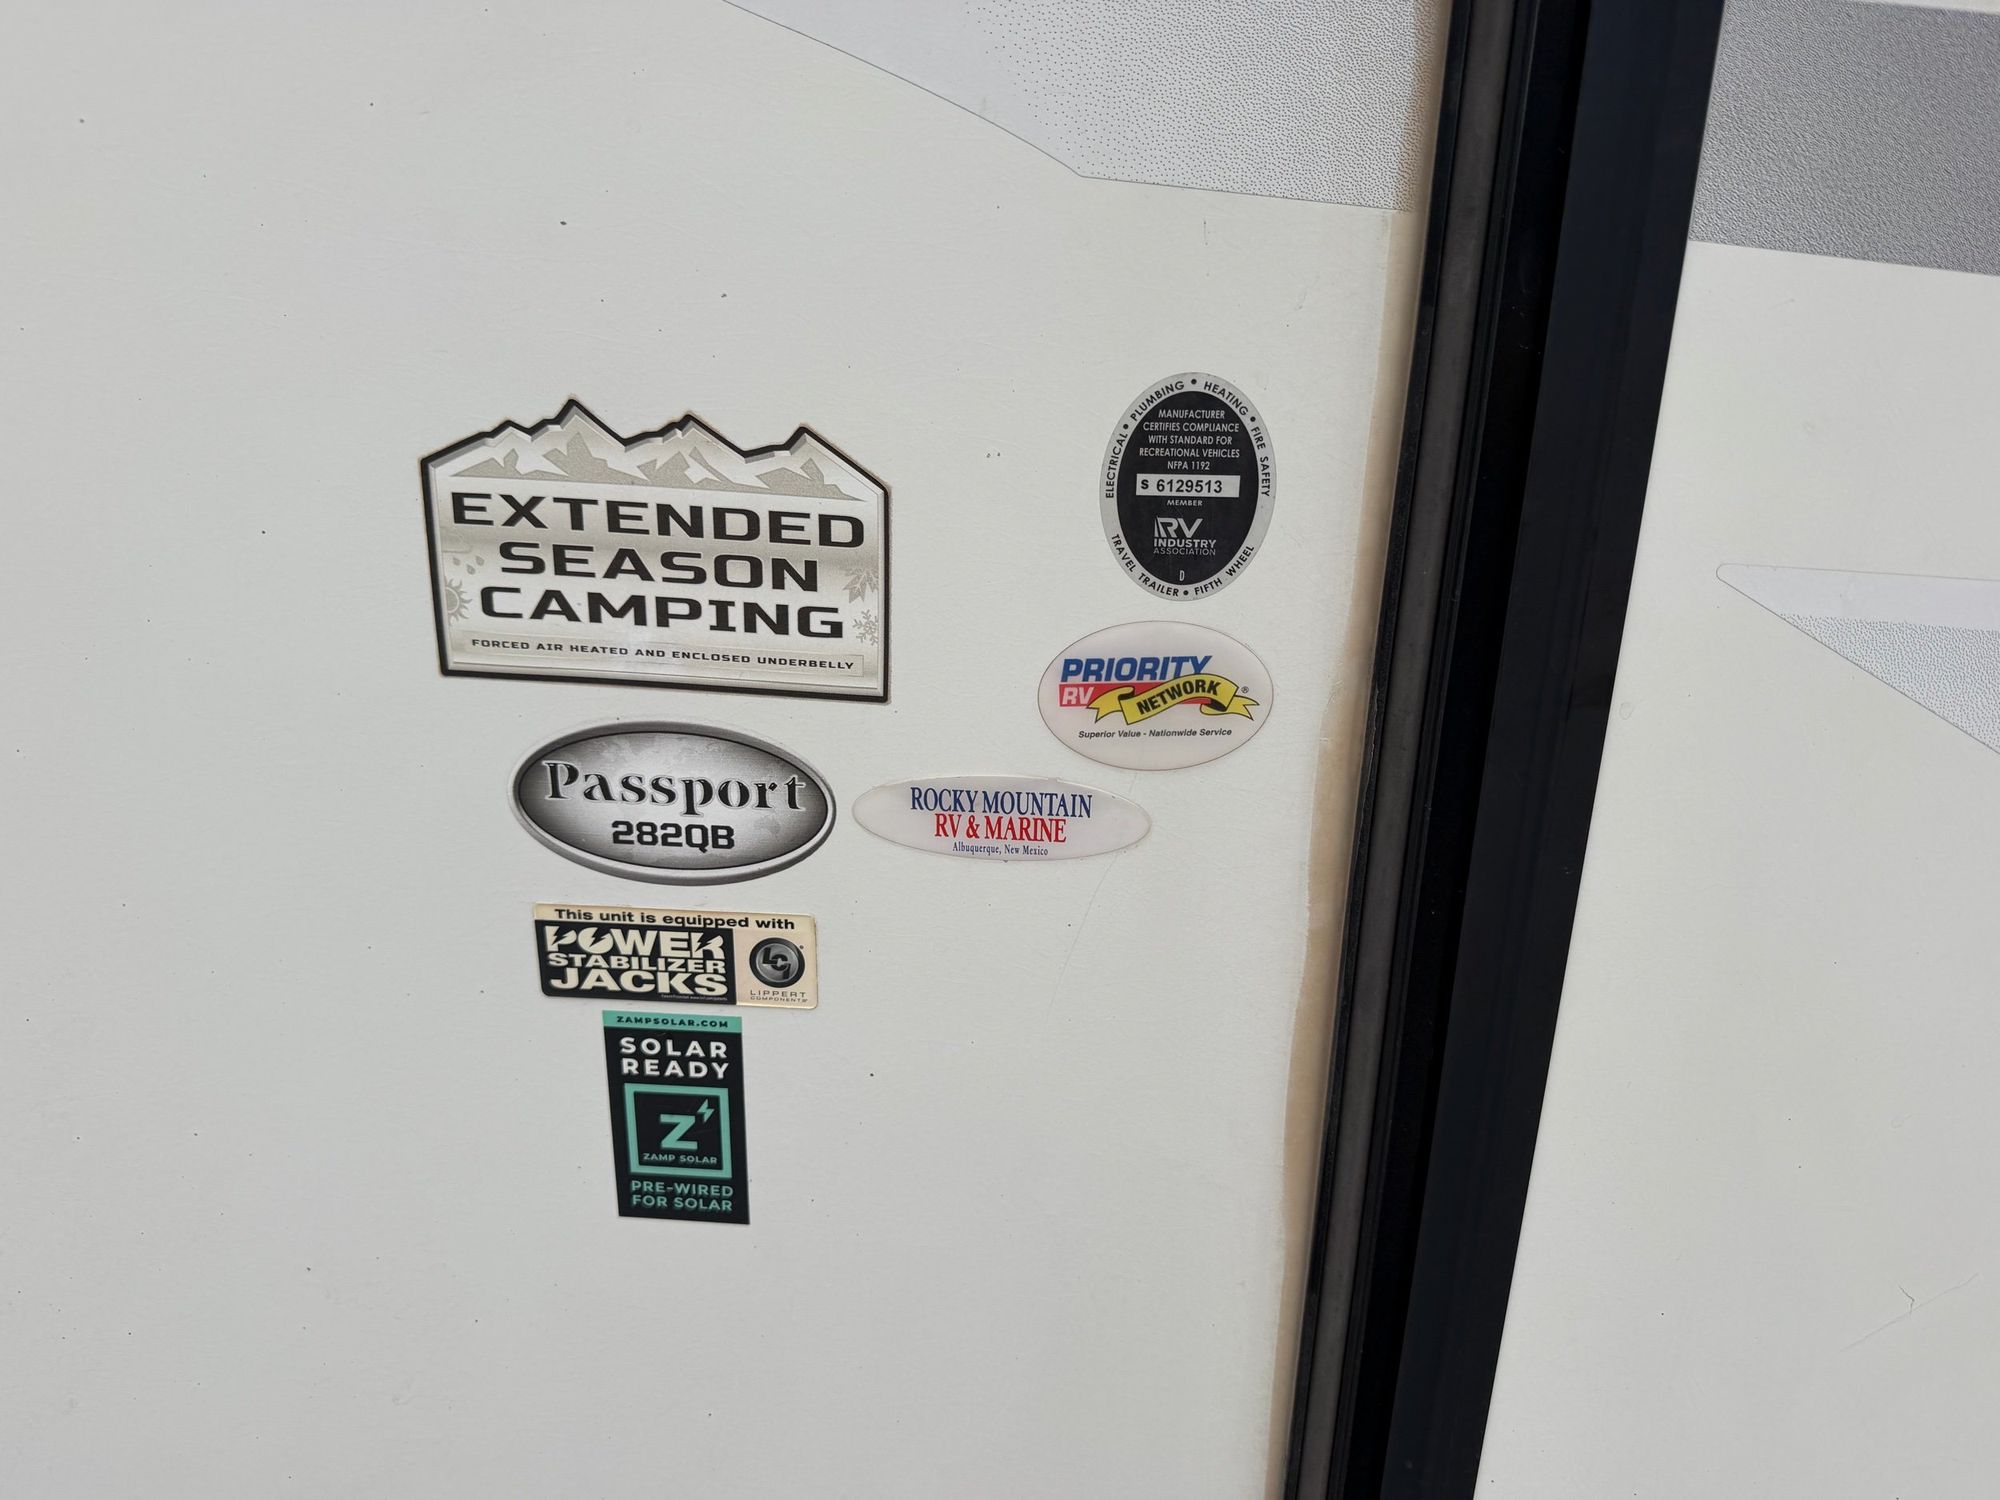 EXTENDED
SEASON
CAMPING
FORCED AIR HEATED AND ENCLOSED UNDERBELLY
ELECTRICAL • PLUMBING • HEATING • FIRE SAFETY
MANUFACTURER
CERTIFIES COMPLIANCE
WITH STANDARD FOR
RECREATIONAL VEHICLES
NFPA 1192
S 6129513
MEMBER
RV
INDUSTRY
ASSOCIATION
D
TRAVEL TRAILER • FIFTH WHEEL
PRIORITY
RV NETWORK ®
Superior Value - Nationwide Service
Passport
282QB
ROCKY MOUNTAIN
RV & MARINE
Albuquerque, New Mexico
This unit is equipped with
POWER
STABILIZER
JACKS
LCI
LIPPERT
COMPONENTS
ZAMPSOLAR.COM
SOLAR
READY
Z
ZAMP SOLAR
PRE-WIRED
FOR SOLAR